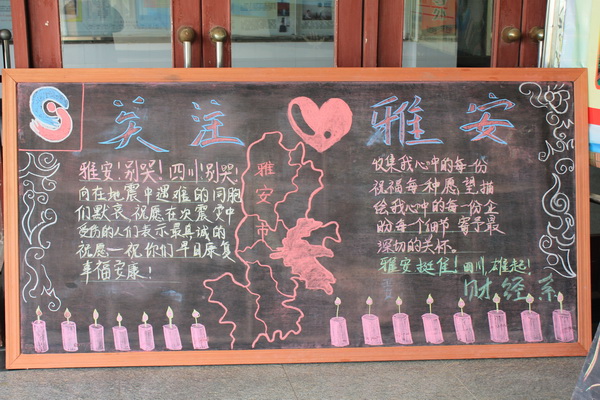 关注 雅安
雅安！别哭！四川！别哭！
向在地震中遇难的同胞
们默哀，祝愿在次震灾中
受伤的人们表示最真诚的
祝愿—祝你们早日康复
幸福安康！
雅安市
收集我心中的每一份
祝福每种愿望描
绘我心中的每一份
的每个细节寄予最
深切的关怀。
雅安挺住！四川，雄起！
财经系